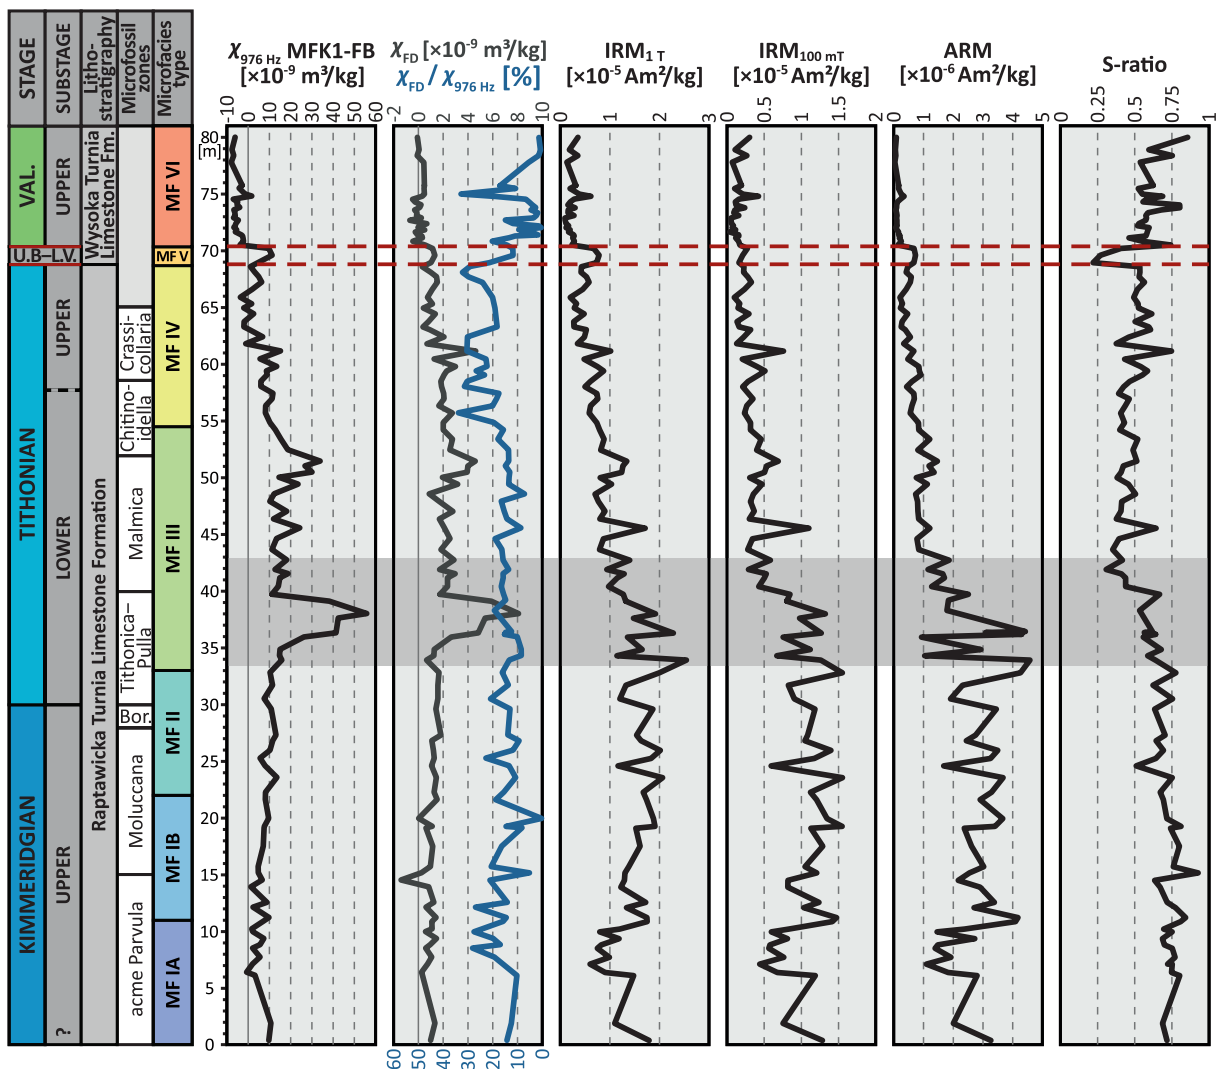 STAGE
SUBSTAGE
Litho-
stratigraphy
Microfossil
zones
Microfacies
type
χ976 Hz MFK1-FB
[×10-9 m³/kg]
χFD [×10-9 m³/kg]
χFD / χ976 Hz [%]
IRM1 T
[×10-5 Am²/kg]
IRM100 mT
[×10-5 Am²/kg]
ARM
[×10-6 Am²/kg]
S-ratio
-10 0 10 20 30 40 50 60
-2 0 2 4 6 8 10
0 1 2 3
0 0.5 1 1.5 2
0 1 2 3 4 5
0 0.25 0.5 0.75 1
VAL.
UPPER
Wysoka Turnia
Limestone Fm.
MF VI
U.B–L.V.
MF V
TITHONIAN
UPPER
LOWER
Raptawicka Turnia Limestone Formation
Crassi-
collaria
Chitino-
idella
Malmica
Tithonica–
Pulla
MF IV
MF III
KIMMERIDGIAN
UPPER
?
Bor.
Moluccana
acme Parvula
MF II
MF IB
MF IA
80
[m]
75
70
65
60
55
50
45
40
35
30
25
20
15
10
5
0
60 50 40 30 20 10 0